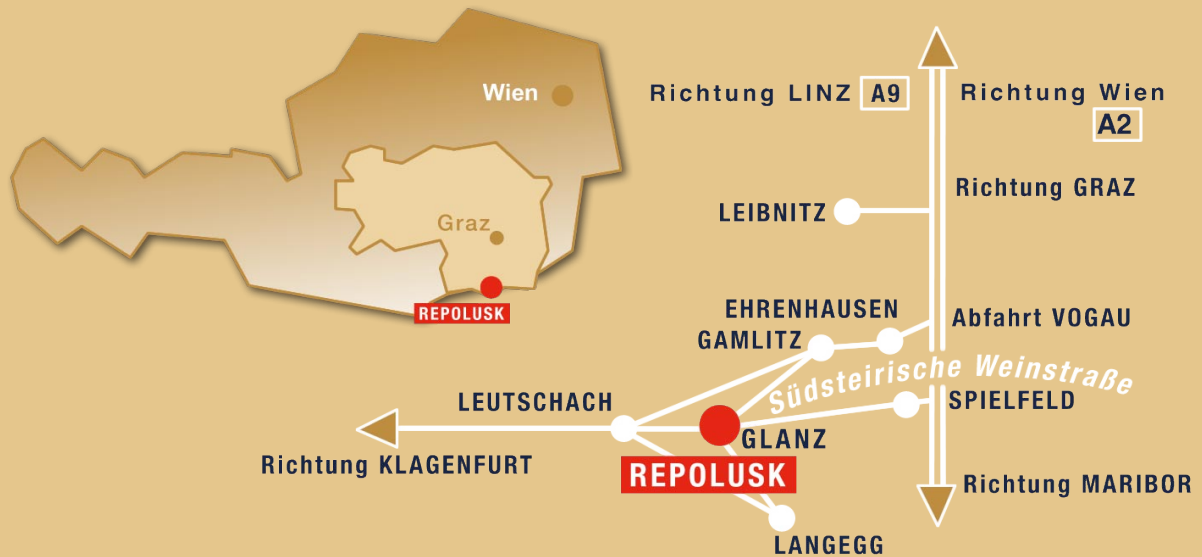 Wien
Graz
REPOLUSK
Richtung LINZ A9
Richtung Wien
A2
Richtung GRAZ
LEIBNITZ
EHRENHAUSEN
GAMLITZ
Abfahrt VOGAU
Südsteirische Weinstraße
SPIELFELD
LEUTSCHACH
GLANZ
REPOLUSK
Richtung KLAGENFURT
Richtung MARIBOR
LANGEGG